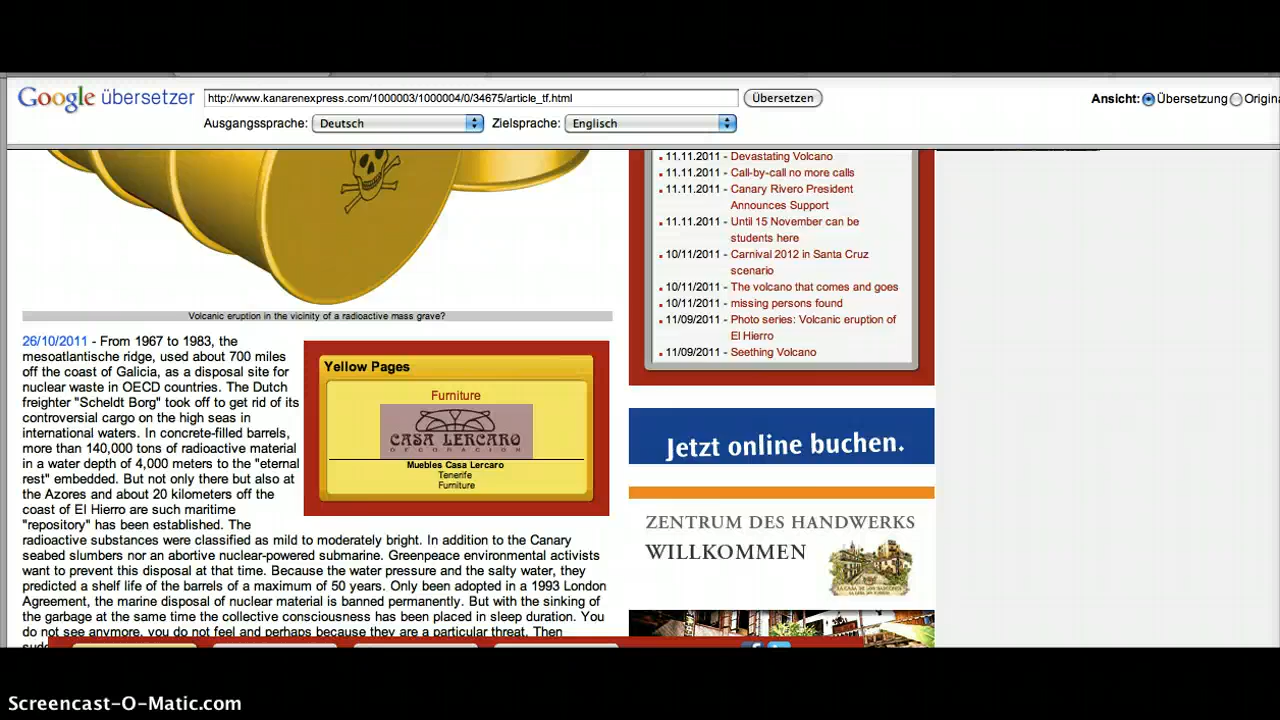 Google übersetzer
http://www.kanarenexpress.com/1000003/1000004/0/34675/article_tf.html
Übersetzen
Ansicht: Übersetzung Origin
Ausgangssprache: Deutsch Zielsprache: Englisch
Volcanic eruption in the vicinity of a radioactive mass grave?
26/10/2011 - From 1967 to 1983, the
mesoatlantische ridge, used about 700 miles
off the coast of Galicia, as a disposal site for
nuclear waste in OECD countries. The Dutch
freighter "Scheldt Borg" took off to get rid of its
controversial cargo on the high seas in
international waters. In concrete-filled barrels,
more than 140,000 tons of radioactive material
in a water depth of 4,000 meters to the "eternal
rest" embedded. But not only there but also at
the Azores and about 20 kilometers off the
coast of El Hierro are such maritime
"repository" has been established. The
radioactive substances were classified as mild to moderately bright. In addition to the Canary
seabed slumbers nor an abortive nuclear-powered submarine. Greenpeace environmental activists
want to prevent this disposal at that time. Because the water pressure and the salty water, they
predicted a shelf life of the barrels of a maximum of 50 years. Only been adopted in a 1993 London
Agreement, the marine disposal of nuclear material is banned permanently. But with the sinking of
the garbage at the same time the collective consciousness has been placed in sleep duration. You
do not see anymore, you do not feel and perhaps because they are a particular threat. Then
Yellow Pages
Furniture
CASA LERCARO
DECORACION
Muebles Casa Lercaro
Tenerife
Furniture
11.11.2011 - Devastating Volcano
11.11.2011 - Call-by-call no more calls
11.11.2011 - Canary Rivero President
Announces Support
11.11.2011 - Until 15 November can be
students here
10/11/2011 - Carnival 2012 in Santa Cruz
scenario
10/11/2011 - The volcano that comes and goes
10/11/2011 - missing persons found
11/09/2011 - Photo series: Volcanic eruption of
El Hierro
11/09/2011 - Seething Volcano
Jetzt online buchen.
ZENTRUM DES HANDWERKS
WILLKOMMEN
Screencast-O-Matic.com